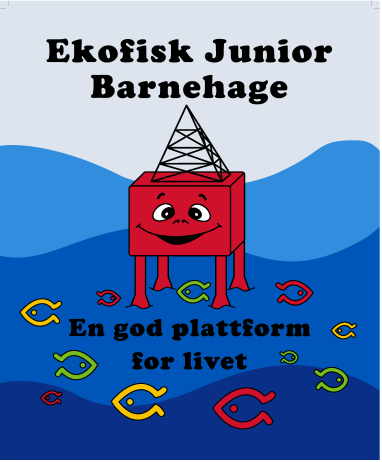 Ekofisk Junior
Barnehage
En god plattform
for livet